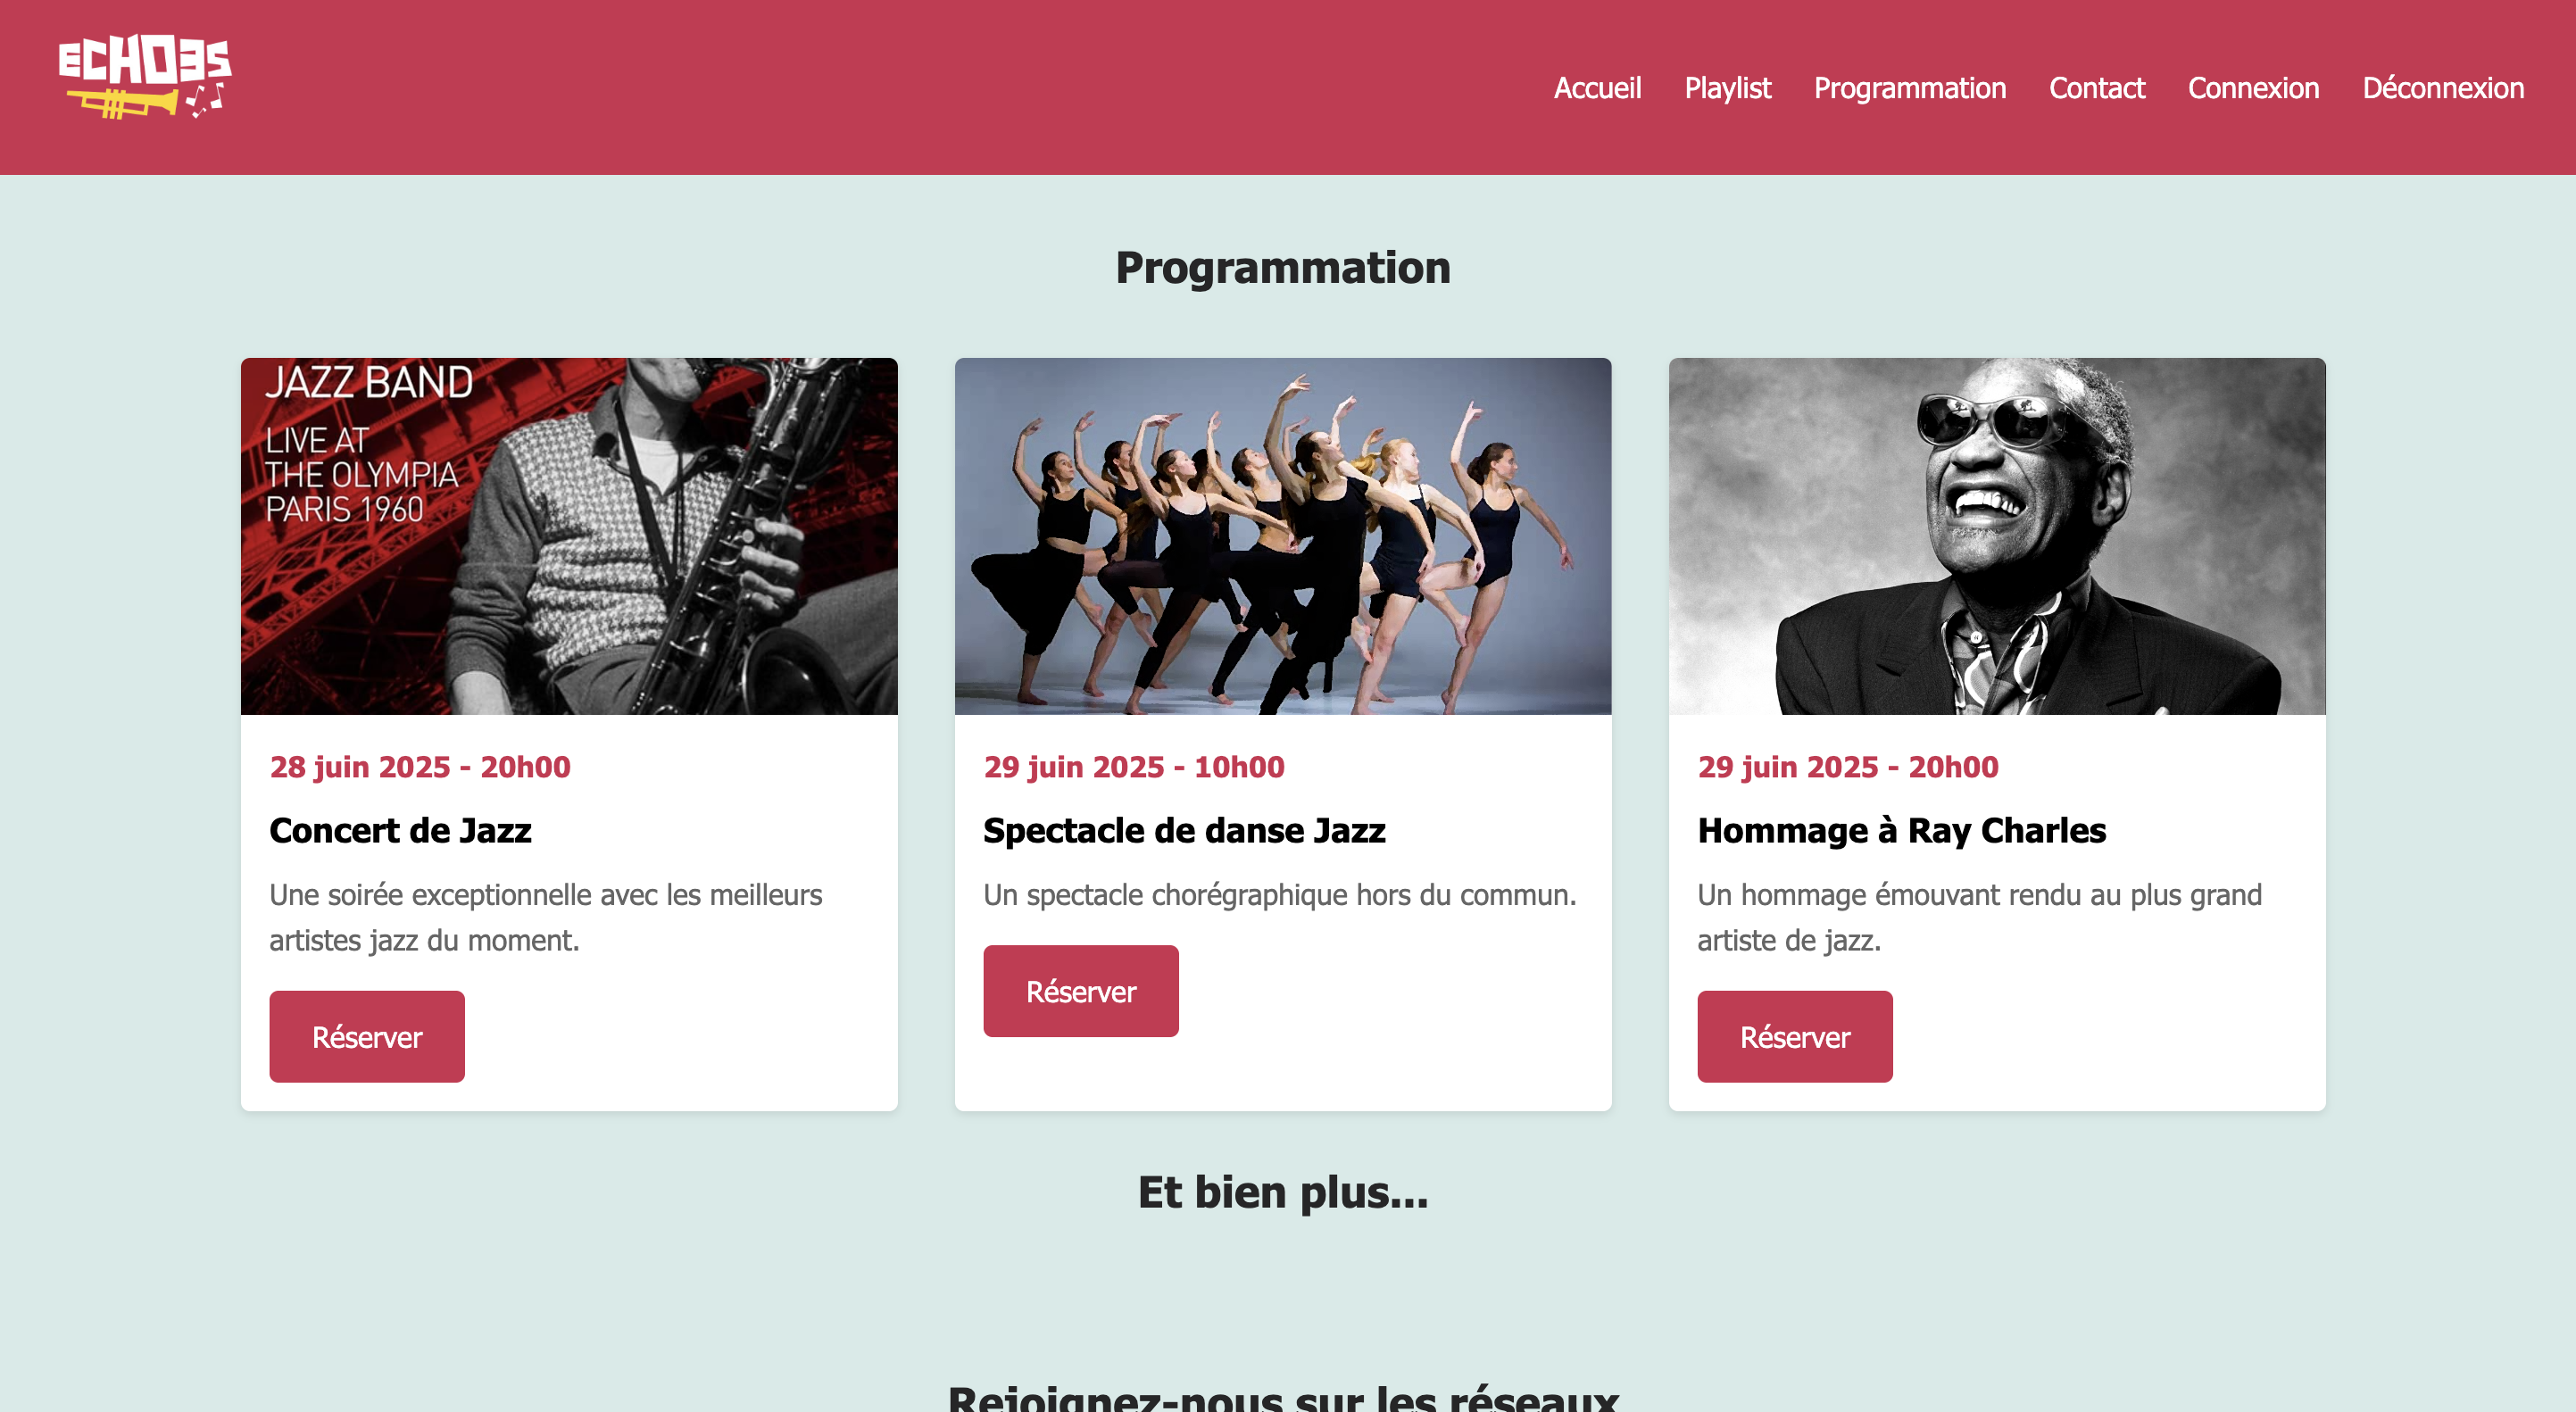 ECHOES
Accueil Playlist Programmation Contact Connexion Déconnexion
Programmation
JAZZ BAND
LIVE AT
THE OLYMPIA
PARIS 1960
28 juin 2025 - 20h00
Concert de Jazz
Une soirée exceptionnelle avec les meilleurs
artistes jazz du moment.
Réserver
29 juin 2025 - 10h00
Spectacle de danse Jazz
Un spectacle chorégraphique hors du commun.
Réserver
29 juin 2025 - 20h00
Hommage à Ray Charles
Un hommage émouvant rendu au plus grand
artiste de jazz.
Réserver
Et bien plus...
Rejoignez-nous sur les réseaux